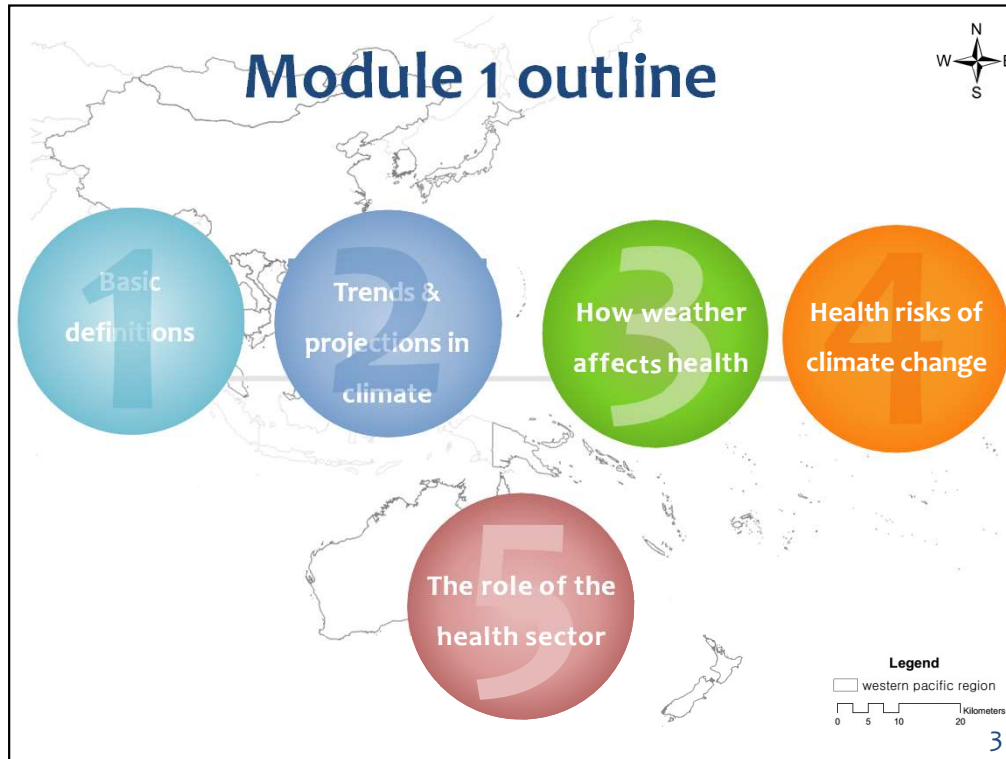 Module 1 outline
N
W E
S
1
Basic
definitions
2
Trends &
projections in
climate
3
How weather
affects health
4
Health risks of
climate change
5
The role of the
health sector
Legend
western pacific region
Kilometers
0 5 10 20
3